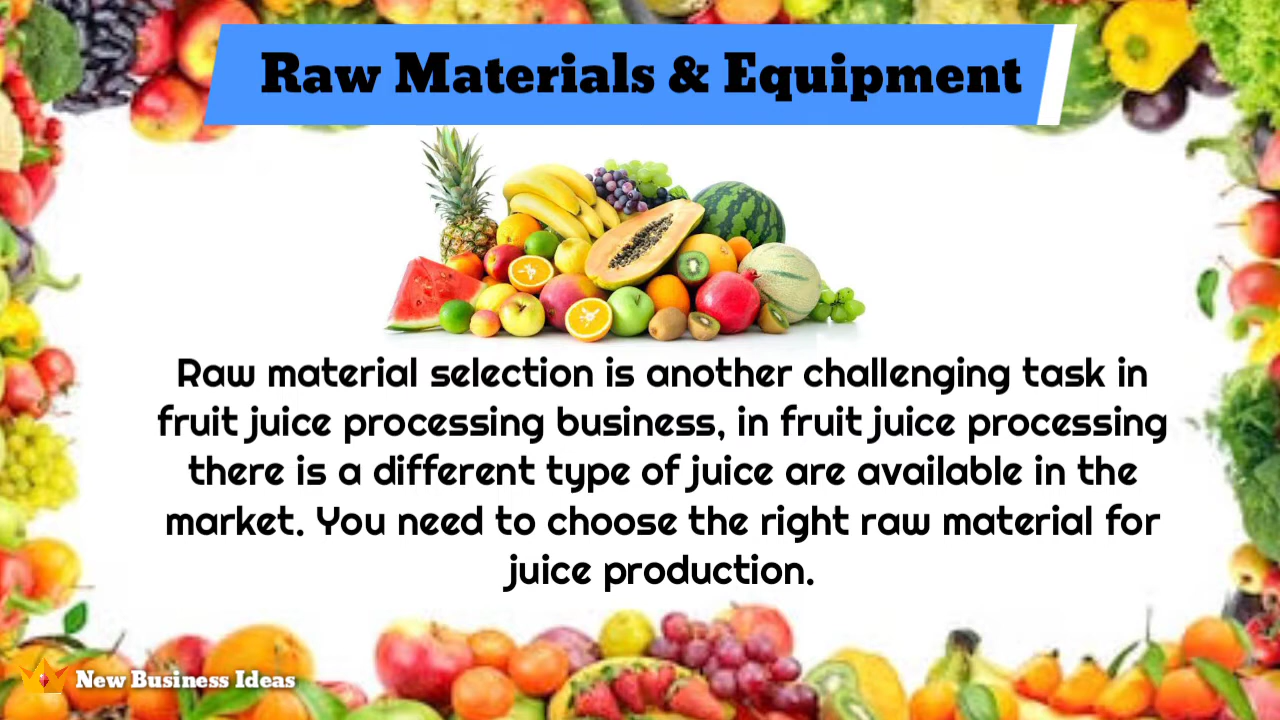 Raw Materials & Equipment
Raw material selection is another challenging task in
fruit juice processing business, in fruit juice processing
there is a different type of juice are available in the
market. You need to choose the right raw material for
juice production.
New Business Ideas